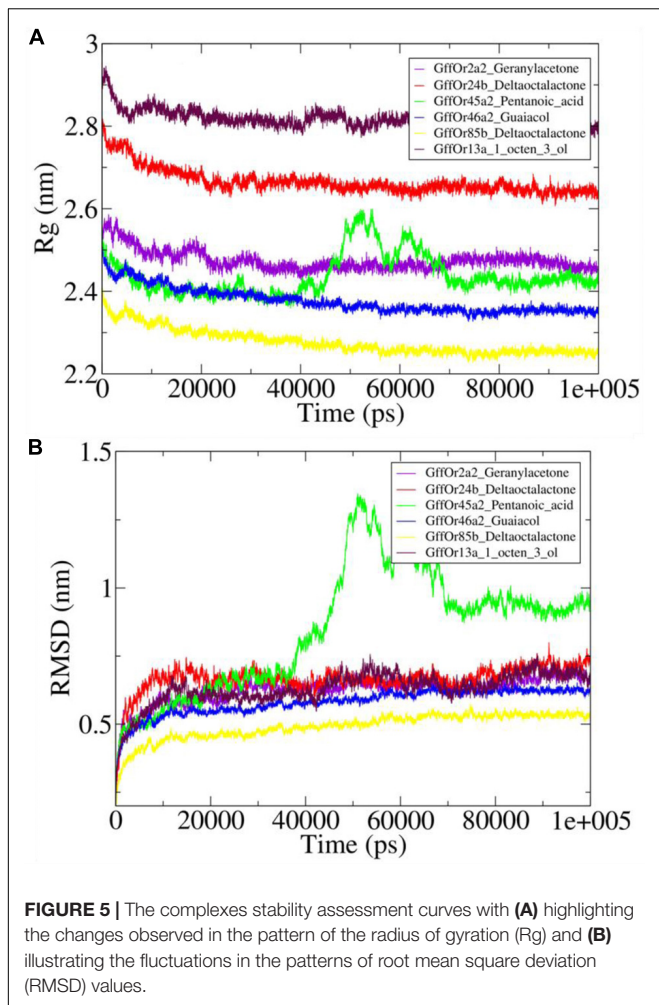 A
3
2.8
2.6
2.4
2.2
Rg (nm)
GffOr2a2_Geranylacetone
GffOr24b_Deltaoctalactone
GffOr45a2_Pentanoic_acid
GffOr46a2_Guaiacol
GffOr85b_Deltaoctalactone
GffOr13a_1_octen_3_ol
0 20000 40000 60000 80000 1e+005
Time (ps)
B
1.5
1
0.5
RMSD (nm)
GffOr2a2_Geranylacetone
GffOr24b_Deltaoctalactone
GffOr45a2_Pentanoic_acid
GffOr46a2_Guaiacol
GffOr85b_Deltaoctalactone
GffOr13a_1_octen_3_ol
0 20000 40000 60000 80000 1e+005
Time (ps)
FIGURE 5 | The complexes stability assessment curves with (A) highlighting
the changes observed in the pattern of the radius of gyration (Rg) and (B)
illustrating the fluctuations in the patterns of root mean square deviation
(RMSD) values.